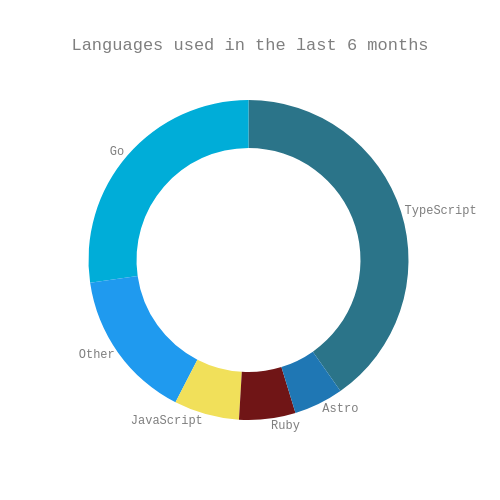 Languages used in the last 6 months
Go
TypeScript
Other
Astro
JavaScript
Ruby